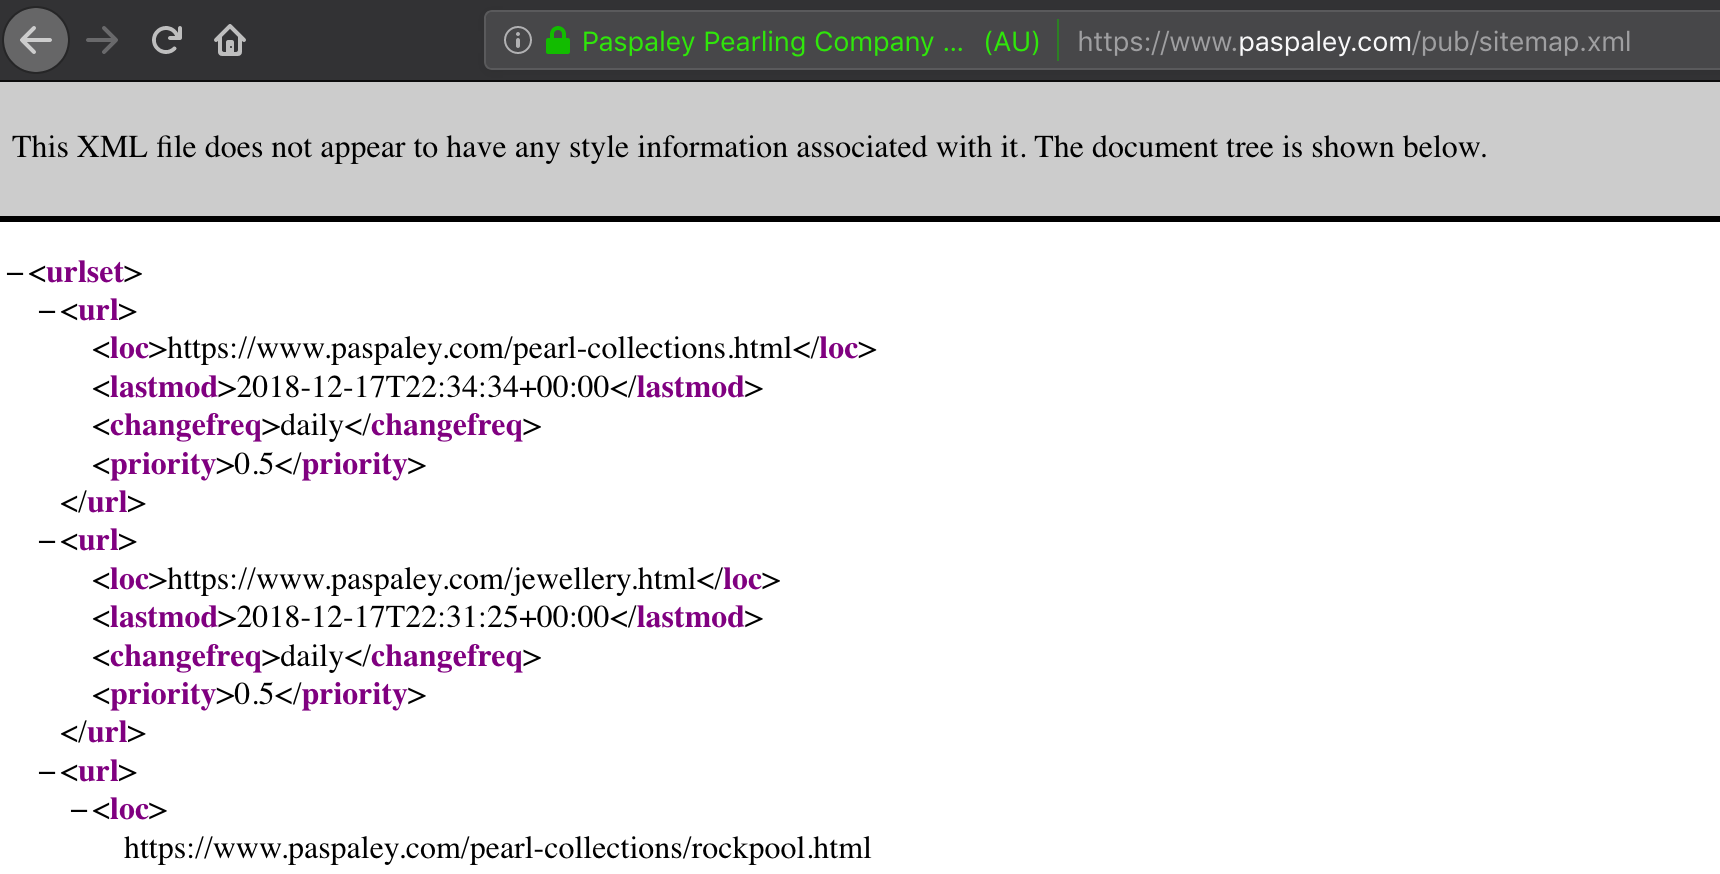 Paspaley Pearling Company ... (AU) https://www.paspaley.com/pub/sitemap.xml
This XML file does not appear to have any style information associated with it. The document tree is shown below.
–<urlset>
–<url>
<loc>https://www.paspaley.com/pearl-collections.html</loc>
<lastmod>2018-12-17T22:34:34+00:00</lastmod>
<changefreq>daily</changefreq>
<priority>0.5</priority>
</url>
–<url>
<loc>https://www.paspaley.com/jewellery.html</loc>
<lastmod>2018-12-17T22:31:25+00:00</lastmod>
<changefreq>daily</changefreq>
<priority>0.5</priority>
</url>
–<url>
–<loc>
https://www.paspaley.com/pearl-collections/rockpool.html